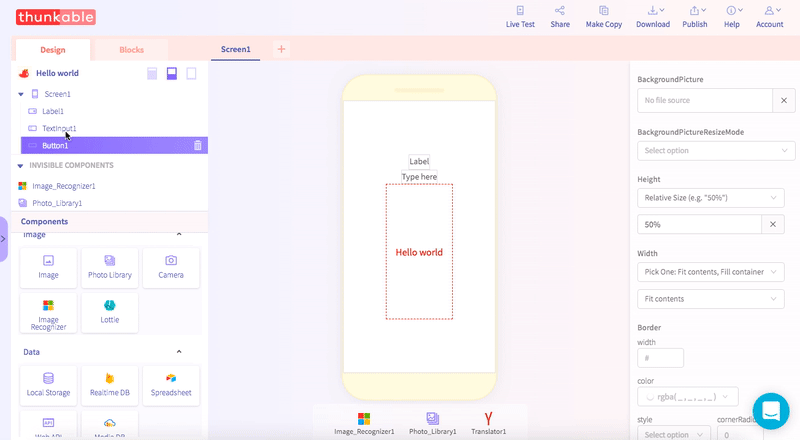 thunkable
Live Test
Share
Make Copy
Download
Publish
Help
Account
Design
Blocks
Screen1
+
Hello world
Screen1
Label1
TextInput1
Button1
INVISIBLE COMPONENTS
Image_Recognizer1
Photo_Library1
Components
Image
Image
Photo Library
Camera
Image
Recognizer
Lottie
Data
Local Storage
Realtime DB
Spreadsheet
Web API
Media DB
Label
Type here
Hello world
Image_Recognizer1
Photo_Library1
Translator1
BackgroundPicture
No file source
BackgroundPictureResizeMode
Select option
Height
Relative Size (e.g. "50%")
50%
Width
Pick One: Fit contents, Fill container
Fit contents
Border
width
#
color
rgba( _ , _ , _ , _ )
style
cornerRadi
Select option
0